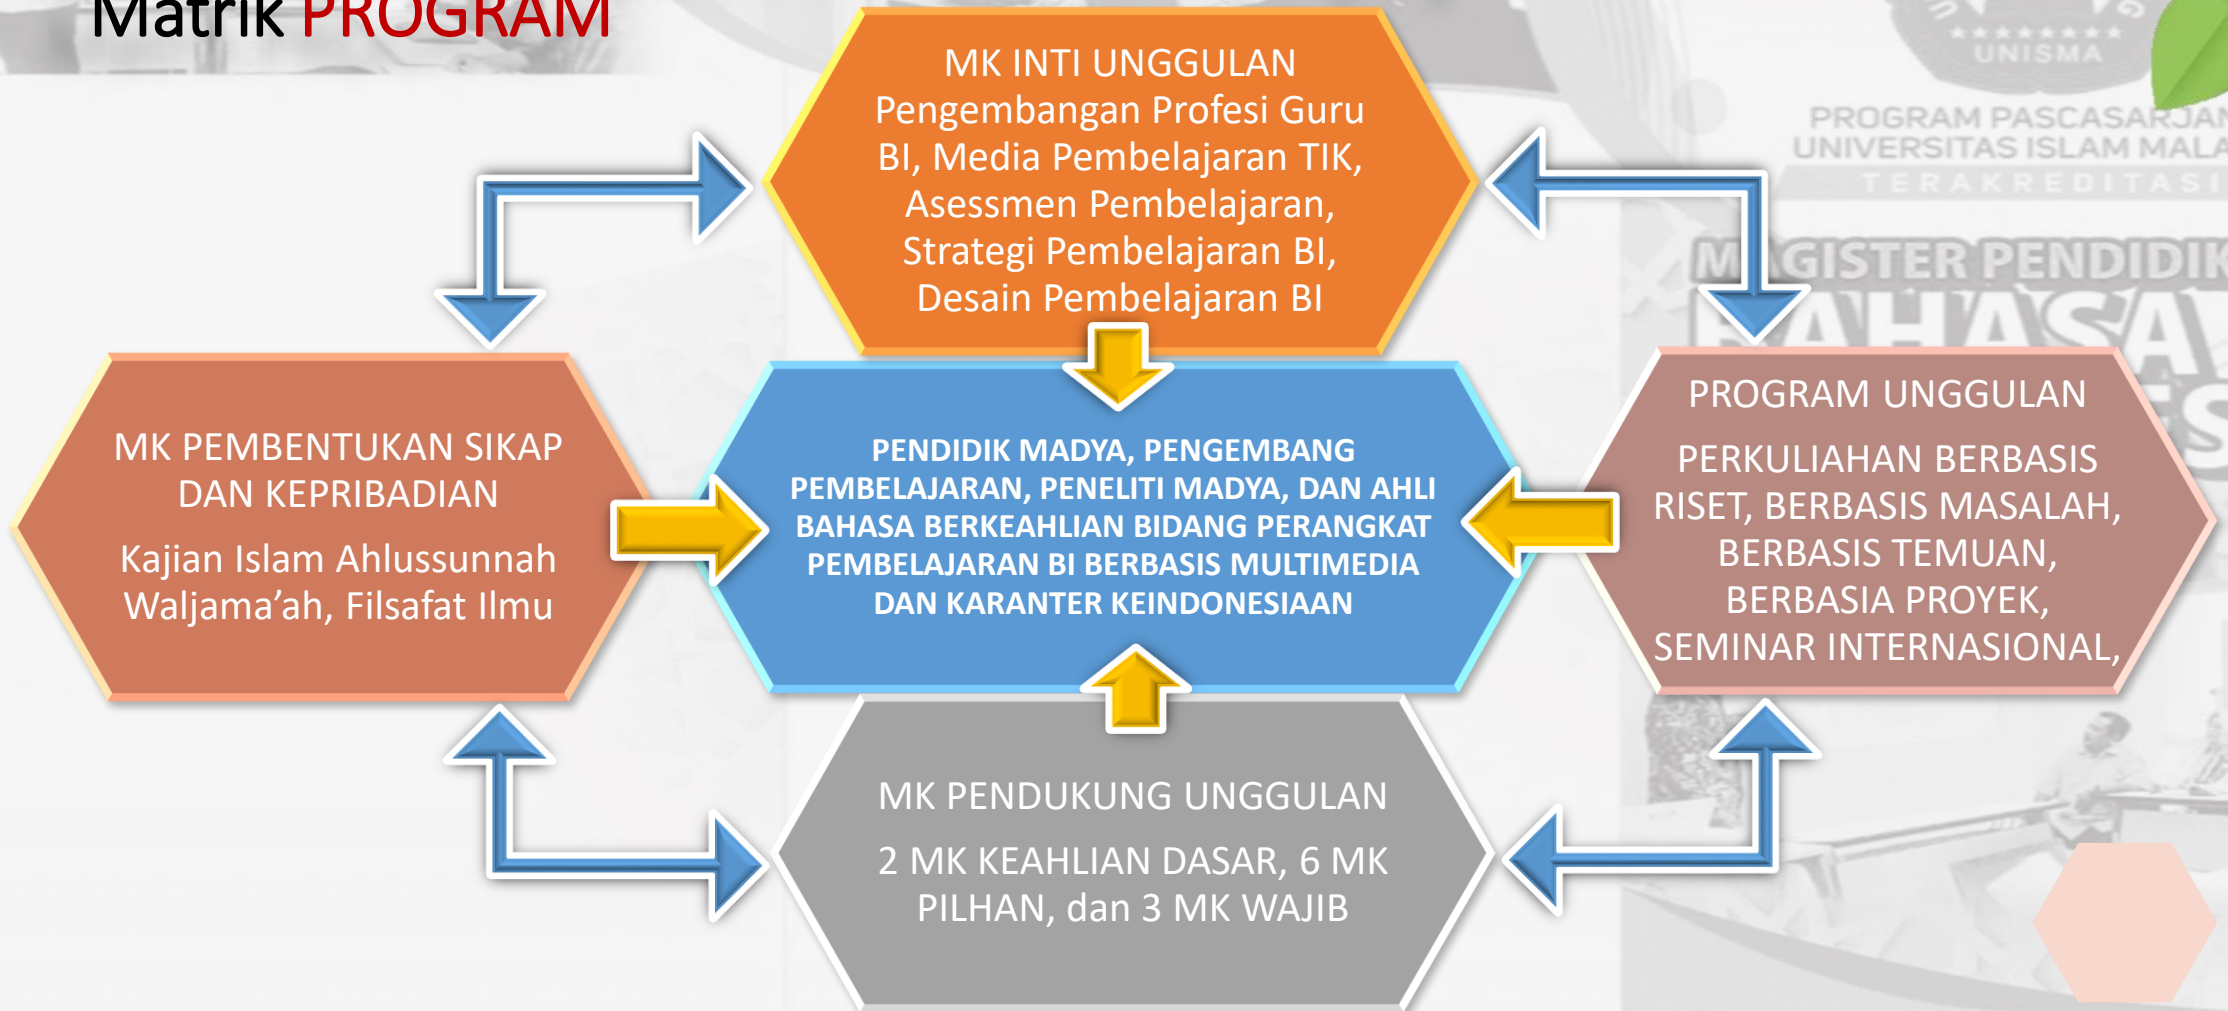 Matrik PROGRAM
MK INTI UNGGULAN
Pengembangan Profesi Guru
BI, Media Pembelajaran TIK,
Asessmen Pembelajaran,
Strategi Pembelajaran BI,
Desain Pembelajaran BI
UNISMA
PROGRAM PASCASARJAN
UNIVERSITAS ISLAM MALA
TERAKREDITASI
MAGISTER PENDIDIK
BAHASA
MK PEMBENTUKAN SIKAP
DAN KEPRIBADIAN
Kajian Islam Ahlussunnah
Waljama’ah, Filsafat Ilmu
PENDIDIK MADYA, PENGEMBANG
PEMBELAJARAN, PENELITI MADYA, DAN AHLI
BAHASA BERKEAHLIAN BIDANG PERANGKAT
PEMBELAJARAN BI BERBASIS MULTIMEDIA
DAN KARANTER KEINDONESIAAN
PROGRAM UNGGULAN
PERKULIAHAN BERBASIS
RISET, BERBASIS MASALAH,
BERBASIS TEMUAN,
BERBASIA PROYEK,
SEMINAR INTERNASIONAL,
MK PENDUKUNG UNGGULAN
2 MK KEAHLIAN DASAR, 6 MK
PILHAN, dan 3 MK WAJIB